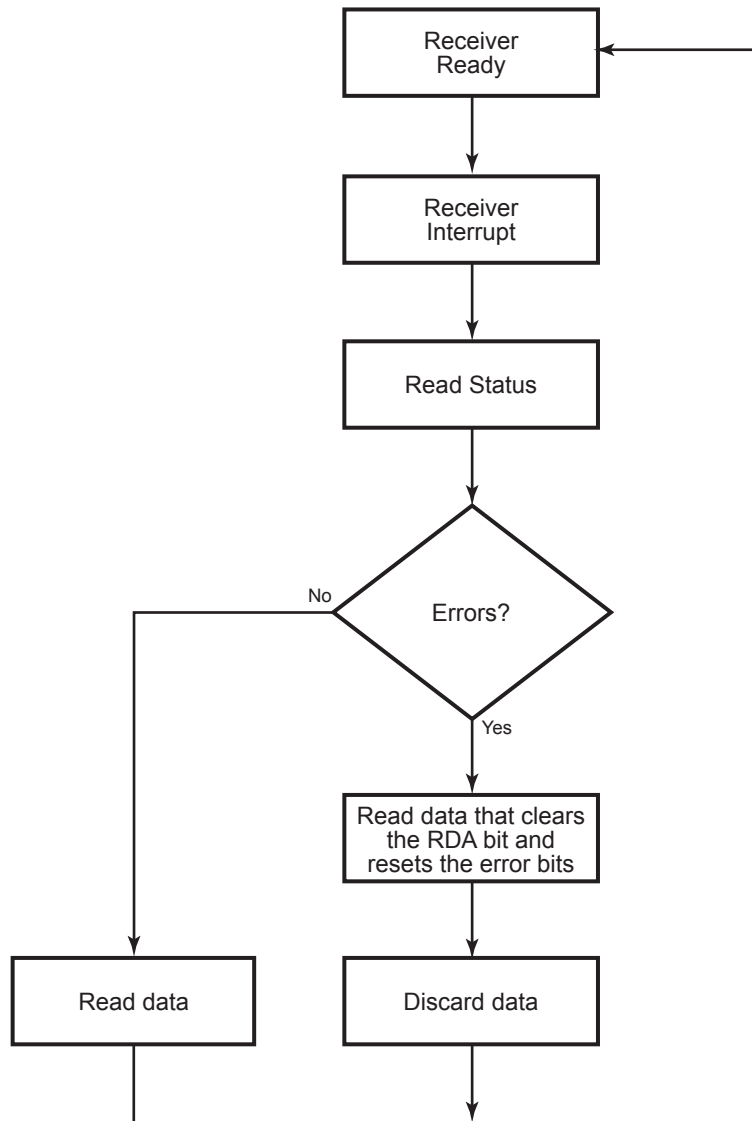 Receiver
Ready
Receiver
Interrupt
Read Status
Errors?
No
Yes
Read data that clears
the RDA bit and
resets the error bits
Read data
Discard data